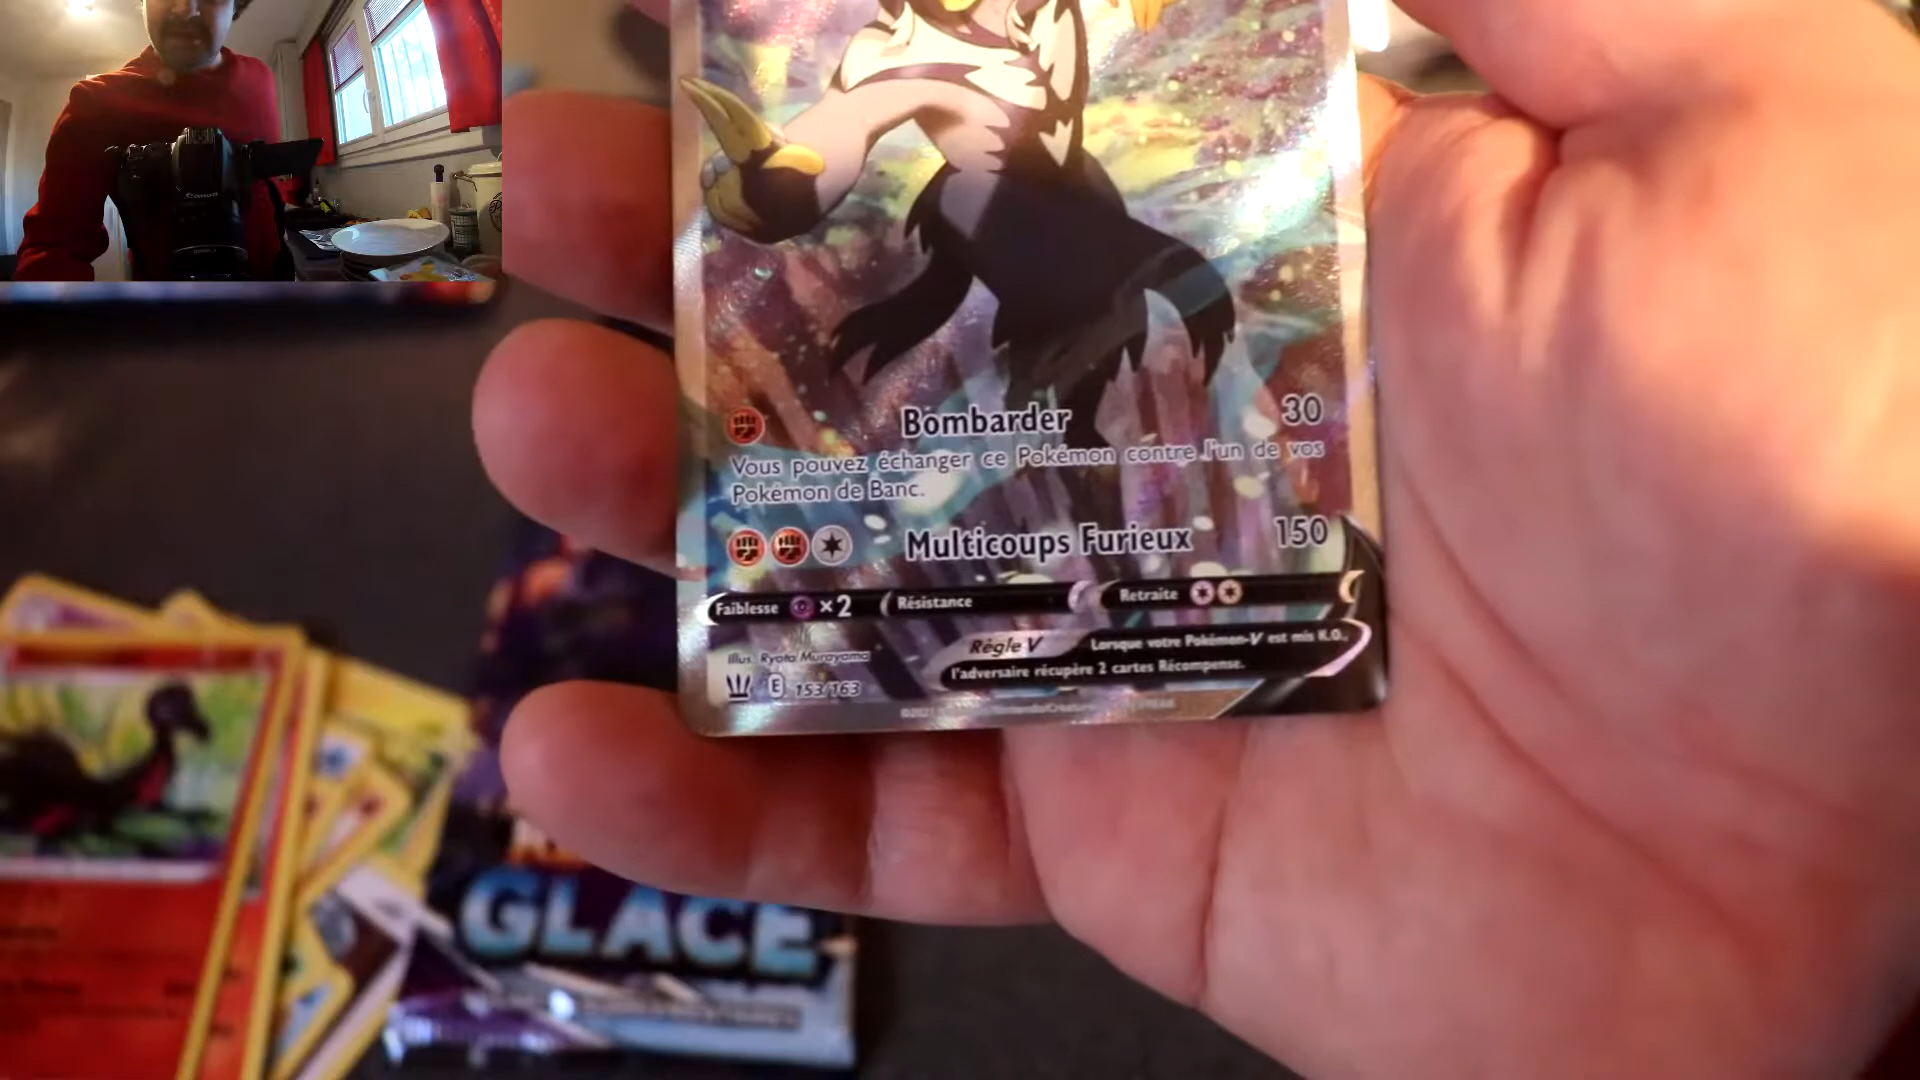 Canon
Bombarder 30
Vous pouvez échanger ce Pokémon contre l'un de vos
Pokémon de Banc.
Multicoups Furieux 150
Faiblesse ×2 Résistance Retraite
Règle V Lorsque votre Pokémon-V est mis K.O.,
l'adversaire récupère 2 cartes Récompense.
Illus. Ryota Murayama
E 153/163
GLACE